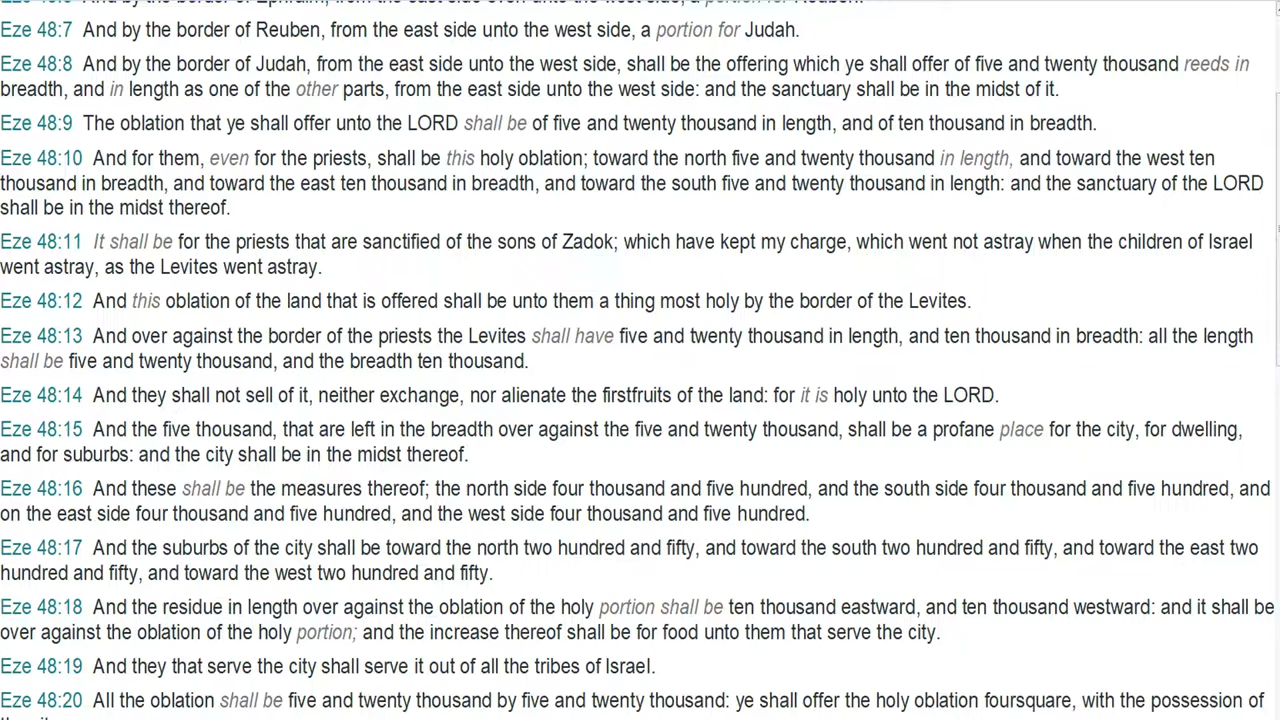 Eze 48:7 And by the border of Reuben, from the east side unto the west side, a portion for Judah.
Eze 48:8 And by the border of Judah, from the east side unto the west side, shall be the offering which ye shall offer of five and twenty thousand reeds in
breadth, and in length as one of the other parts, from the east side unto the west side: and the sanctuary shall be in the midst of it.
Eze 48:9 The oblation that ye shall offer unto the LORD shall be of five and twenty thousand in length, and of ten thousand in breadth.
Eze 48:10 And for them, even for the priests, shall be this holy oblation; toward the north five and twenty thousand in length, and toward the west ten
thousand in breadth, and toward the east ten thousand in breadth, and toward the south five and twenty thousand in length: and the sanctuary of the LORD
shall be in the midst thereof.
Eze 48:11 It shall be for the priests that are sanctified of the sons of Zadok; which have kept my charge, which went not astray when the children of Israel
went astray, as the Levites went astray.
Eze 48:12 And this oblation of the land that is offered shall be unto them a thing most holy by the border of the Levites.
Eze 48:13 And over against the border of the priests the Levites shall have five and twenty thousand in length, and ten thousand in breadth: all the length
shall be five and twenty thousand, and the breadth ten thousand.
Eze 48:14 And they shall not sell of it, neither exchange, nor alienate the firstfruits of the land: for it is holy unto the LORD.
Eze 48:15 And the five thousand, that are left in the breadth over against the five and twenty thousand, shall be a profane place for the city, for dwelling,
and for suburbs: and the city shall be in the midst thereof.
Eze 48:16 And these shall be the measures thereof; the north side four thousand and five hundred, and the south side four thousand and five hundred, and
on the east side four thousand and five hundred, and the west side four thousand and five hundred.
Eze 48:17 And the suburbs of the city shall be toward the north two hundred and fifty, and toward the south two hundred and fifty, and toward the east two
hundred and fifty, and toward the west two hundred and fifty.
Eze 48:18 And the residue in length over against the oblation of the holy portion shall be ten thousand eastward, and ten thousand westward: and it shall be
over against the oblation of the holy portion; and the increase thereof shall be for food unto them that serve the city.
Eze 48:19 And they that serve the city shall serve it out of all the tribes of Israel.
Eze 48:20 All the oblation shall be five and twenty thousand by five and twenty thousand: ye shall offer the holy oblation foursquare, with the possession of